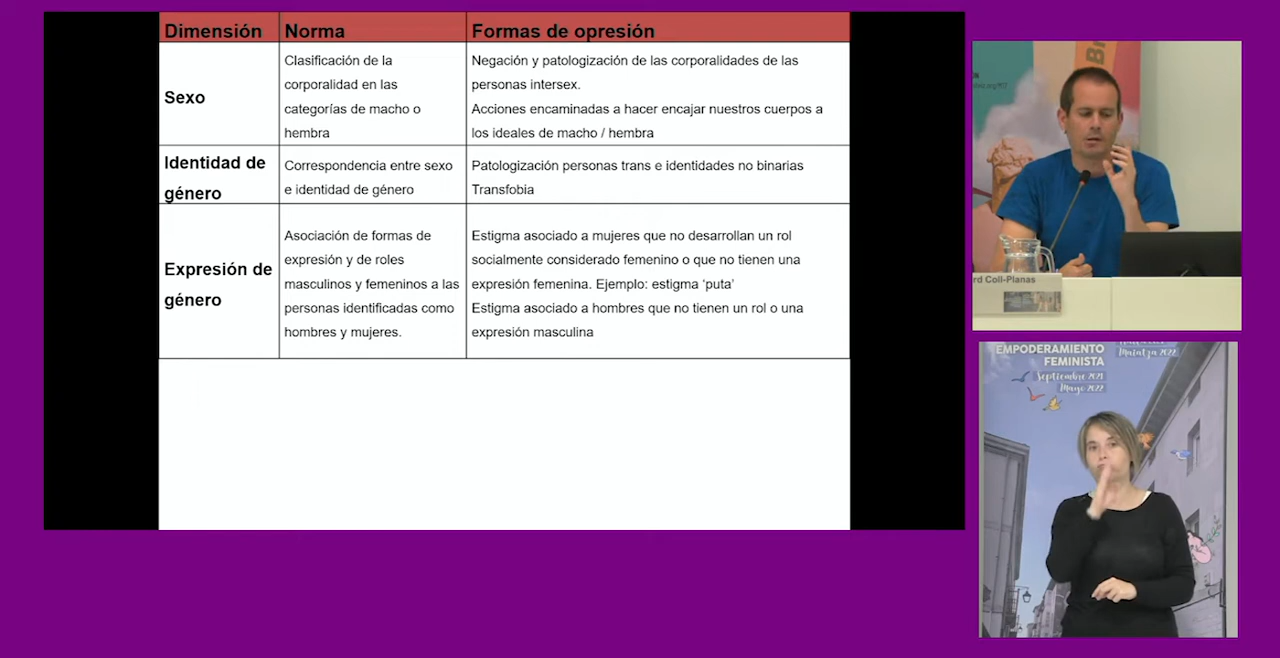 Dimensión
Norma
Formas de opresión
Sexo
Clasificación de la
corporalidad en las
categorías de macho o
hembra
Negación y patologización de las corporalidades de las
personas intersex.
Acciones encaminadas a hacer encajar nuestros cuerpos a
los ideales de macho / hembra
Identidad de
género
Correspondencia entre sexo
e identidad de género
Patologización personas trans e identidades no binarias
Transfobia
Expresión de
género
Asociación de formas de
expresión y de roles
masculinos y femeninos a las
personas identificadas como
hombres y mujeres.
Estigma asociado a mujeres que no desarrollan un rol
socialmente considerado femenino o que no tienen una
expresión femenina. Ejemplo: estigma ‘puta’
Estigma asociado a hombres que no tienen un rol o una
expresión masculina
rd Coll-Planas
EMPODERAMIENTO
FEMINISTA
Septiembre 2021
Mayo 2022
Maiatza 2022